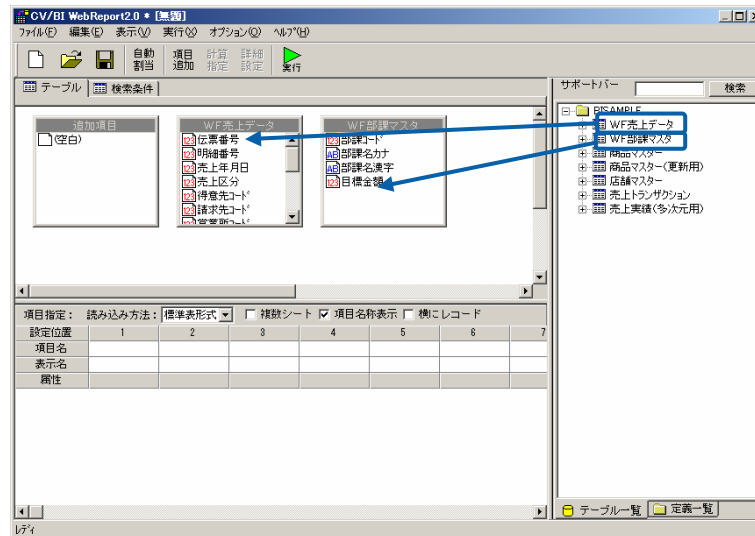 CV/BI WebReport2.0 * [無題]
ファイル(F) 編集(E) 表示(V) 実行(X) オプション(O) ヘルプ(H)
自動割当 項目追加 計算指定 詳細設定 実行
テーブル 検索条件
サポートバー 検索
追加項目
(空白)
WF売上データ
伝票番号
明細番号
売上年月日
売上区分
得意先コード
請求先コード
営業所コード
WF部課マスタ
部課コード
部課名カナ
部課名漢字
目標金額
BISAMPLE
WF売上データ
WF部課マスタ
商品マスター
商品マスター(更新用)
店舗マスター
売上トランザクション
売上実績(多次元用)
項目指定: 読み込み方法: 標準表形式 複数シート 項目名称表示 横にレコード
設定位置 1 2 3 4 5 6 7
項目名
表示名
属性
テーブル一覧 定義一覧
レディ